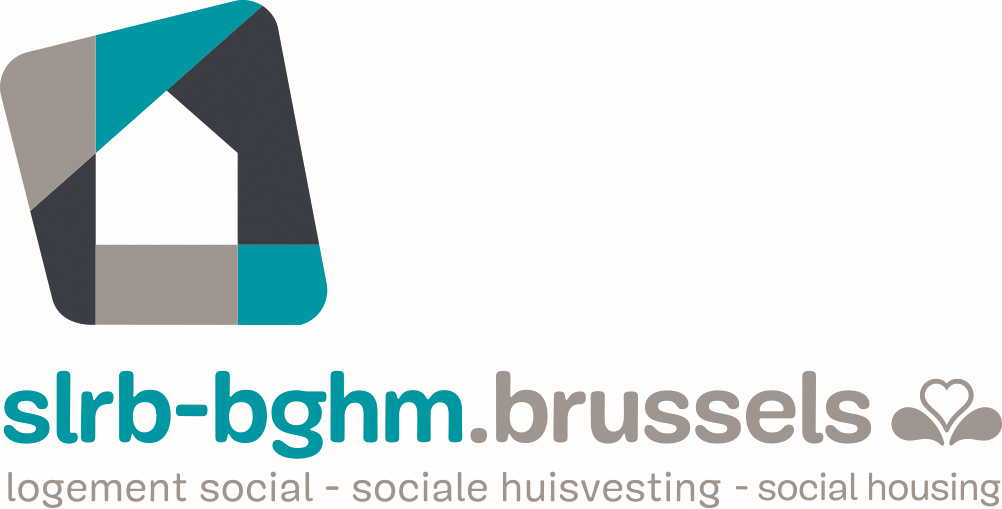 slrb-bghm.brussels
logement social - sociale huisvesting - social housing